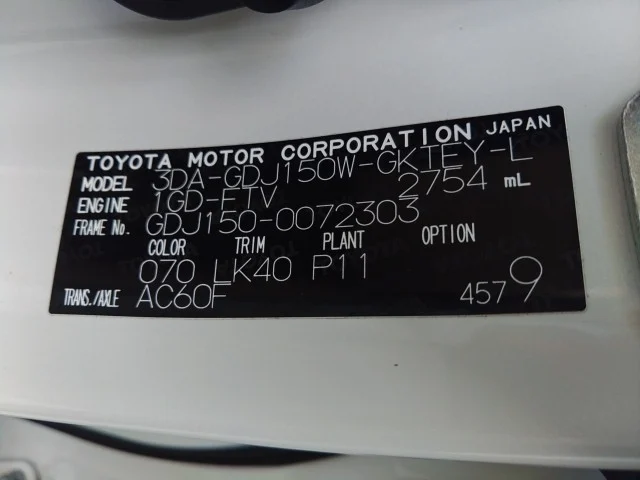 TOYOTA MOTOR CORPORATION JAPAN
MODEL 3DA-GDJ150W-GKTEY-L
ENGINE 1GD-FTV 2754 mL
FRAME No. GDJ150-0072303
COLOR TRIM PLANT OPTION
070 LK40 P11
TRANS./AXLE AC60F 4579